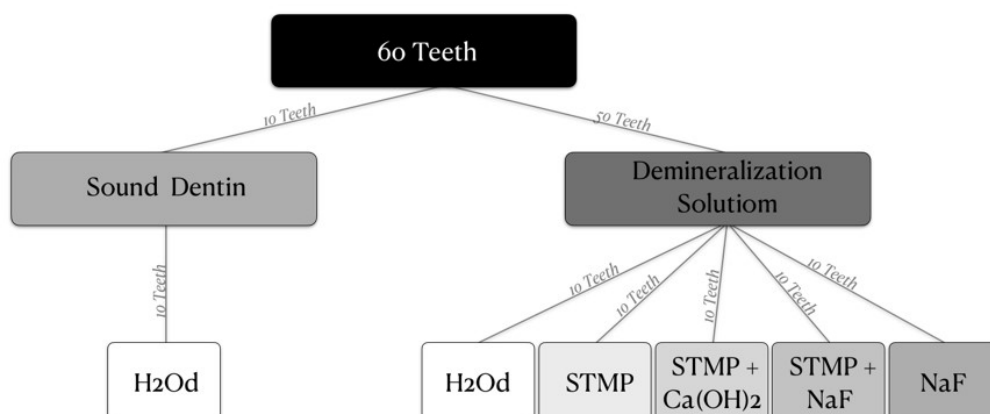 60 Teeth
10 Teeth
50 Teeth
Sound Dentin
Demineralization
Solutiom
10 Teeth
10 Teeth
10 Teeth
10 Teeth
10 Teeth
10 Teeth
H2Od
H2Od
STMP
STMP +
Ca(OH)2
STMP +
NaF
NaF